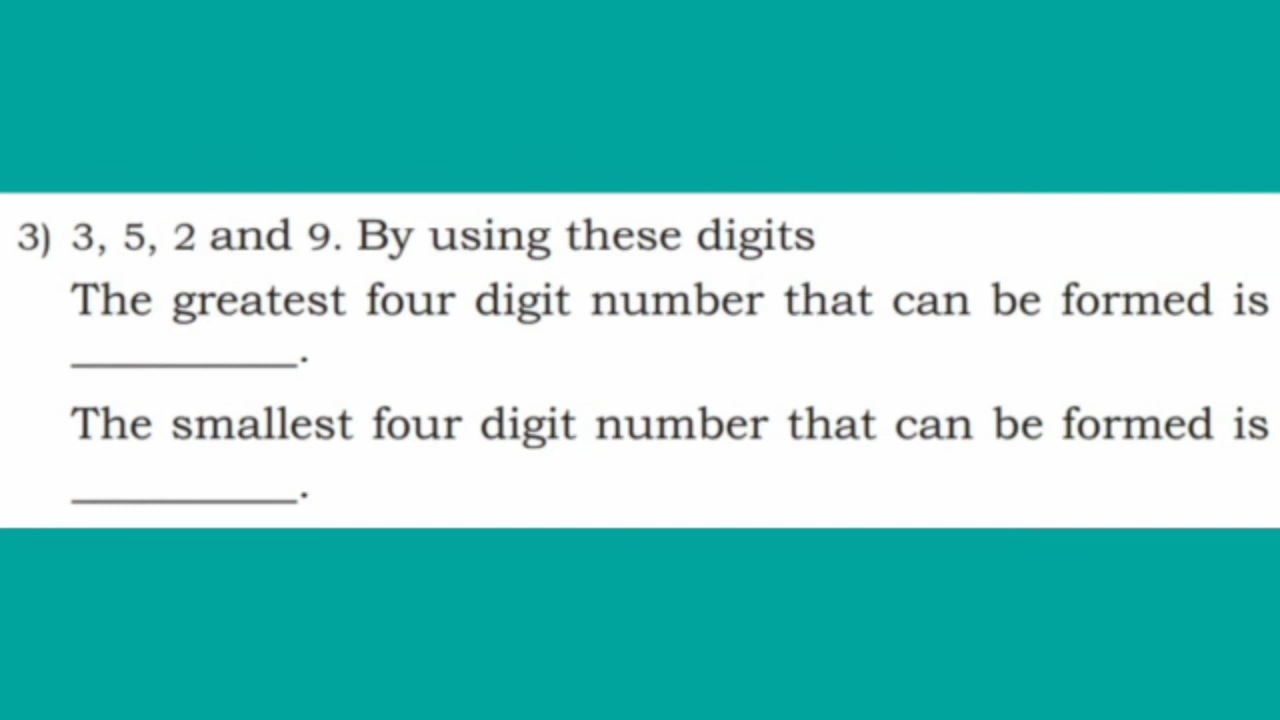 3) 3, 5, 2 and 9. By using these digits
The greatest four digit number that can be formed is
__________.
The smallest four digit number that can be formed is
__________.